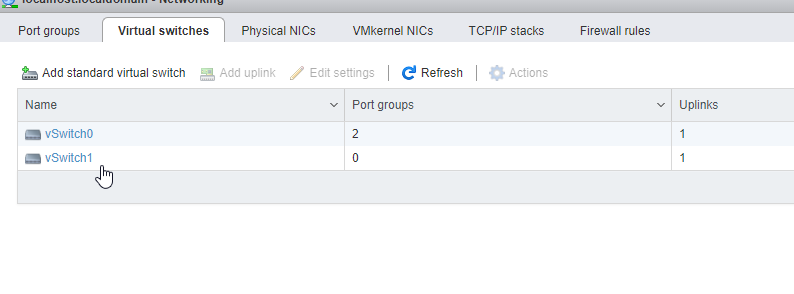 localhost.localdomain - Networking
Port groups Virtual switches Physical NICs VMkernel NICs TCP/IP stacks Firewall rules
Add standard virtual switch Add uplink Edit settings Refresh Actions
Name Port groups Uplinks
vSwitch0 2 1
vSwitch1 0 1